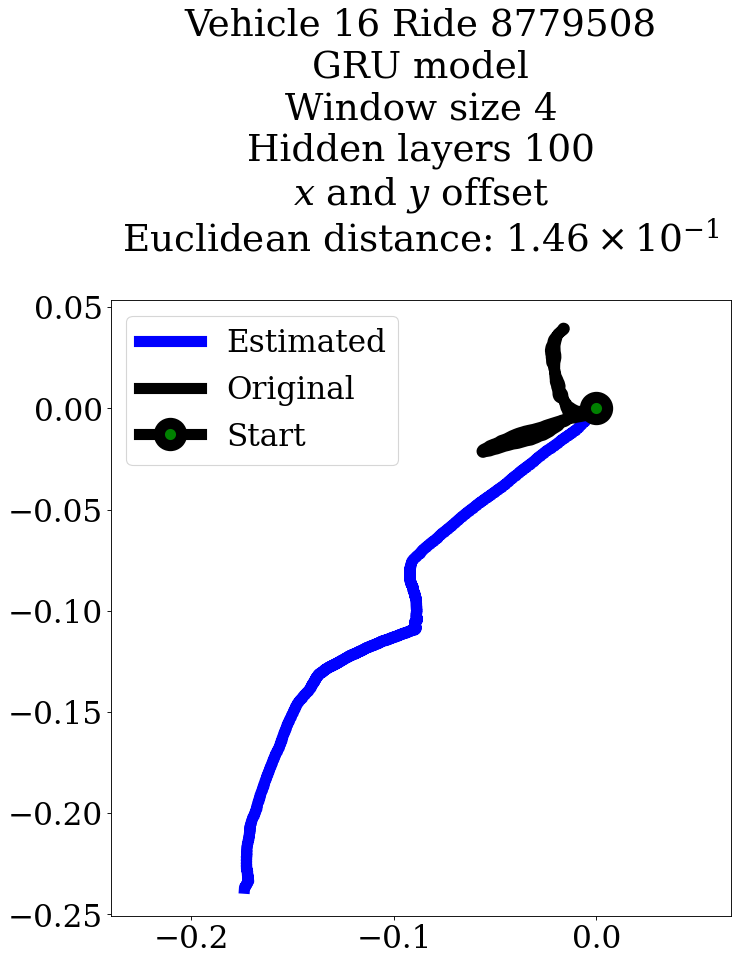 Vehicle 16 Ride 8779508
GRU model
Window size 4
Hidden layers 100
x and y offset
Euclidean distance: 1.46 × 10⁻¹
Estimated
Original
Start
0.05
0.00
−0.05
−0.10
−0.15
−0.20
−0.25
−0.2 −0.1 0.0